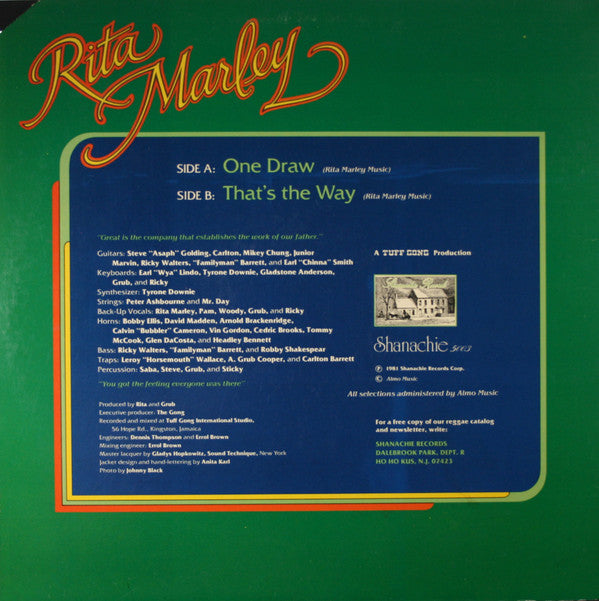 Rita Marley
SIDE A: One Draw (Rita Marley Music)
SIDE B: That's the Way (Rita Marley Music)
"Great is the company that establishes the work of our father."
Guitars: Steve "Asaph" Golding, Carlton, Mikey Chung, Junior
Marvin, Ricky Walters, "Familyman" Barrett, and Earl "Chinna" Smith
Keyboards: Earl "Wya" Lindo, Tyrone Downie, Gladstone Anderson,
Grub, and Ricky
Synthesizer: Tyrone Downie
Strings: Peter Ashbourne and Mr. Day
Back-Up Vocals: Rita Marley, Pam, Woody, Grub, and Ricky
Horns: Bobby Ellis, David Madden, Arnold Brackenridge,
Calvin "Bubbler" Cameron, Vin Gordon, Cedric Brooks, Tommy
McCook, Glen DaCosta, and Headley Bennett
Bass: Ricky Walters, "Familyman" Barrett, and Robby Shakespear
Traps: Leroy "Horsemouth" Wallace, A. Grub Cooper, and Carlton Barrett
Percussion: Saba, Steve, Grub, and Sticky
"You got the feeling everyone was there"
Produced by Rita and Grub
Executive producer: The Gong
Recorded and mixed at Tuff Gong International Studio,
56 Hope Rd., Kingston, Jamaica
Engineers: Dennis Thompson and Errol Brown
Mixing engineer: Errol Brown
Master lacquer by Gladys Hopkowitz, Sound Technique, New York
Jacket design and hand-lettering by Anita Karl
Photo by Johnny Black
A TUFF GONG Production
Shanachie 5003
℗ 1981 Shanachie Records Corp.
© Almo Music
All selections administered by Almo Music
For a free copy of our reggae catalog
and newsletter, write:
SHANACHIE RECORDS
DALEBROOK PARK, DEPT. R
HO HO KUS, N.J. 07423